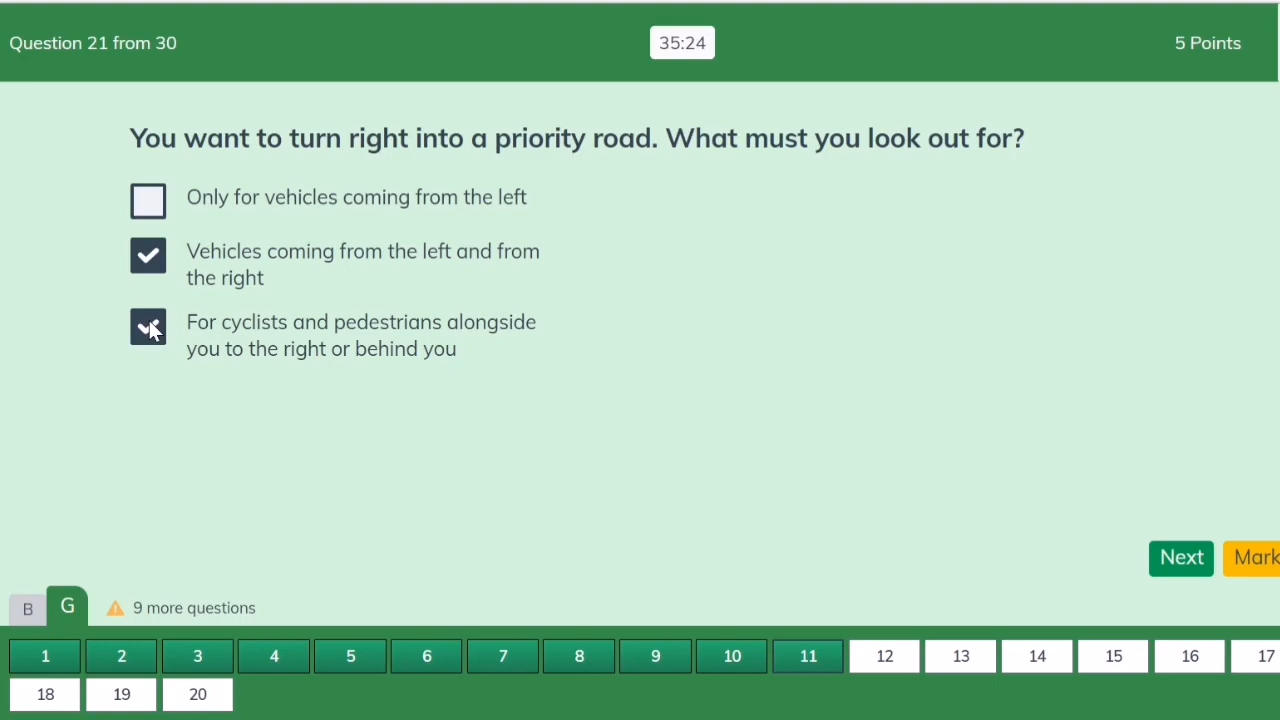 Question 21 from 30
35:24
5 Points
You want to turn right into a priority road. What must you look out for?
Only for vehicles coming from the left
Vehicles coming from the left and from
the right
For cyclists and pedestrians alongside
you to the right or behind you
Next
Mark
B
G
9 more questions
1 2 3 4 5 6 7 8 9 10 11 12 13 14 15 16 17
18 19 20